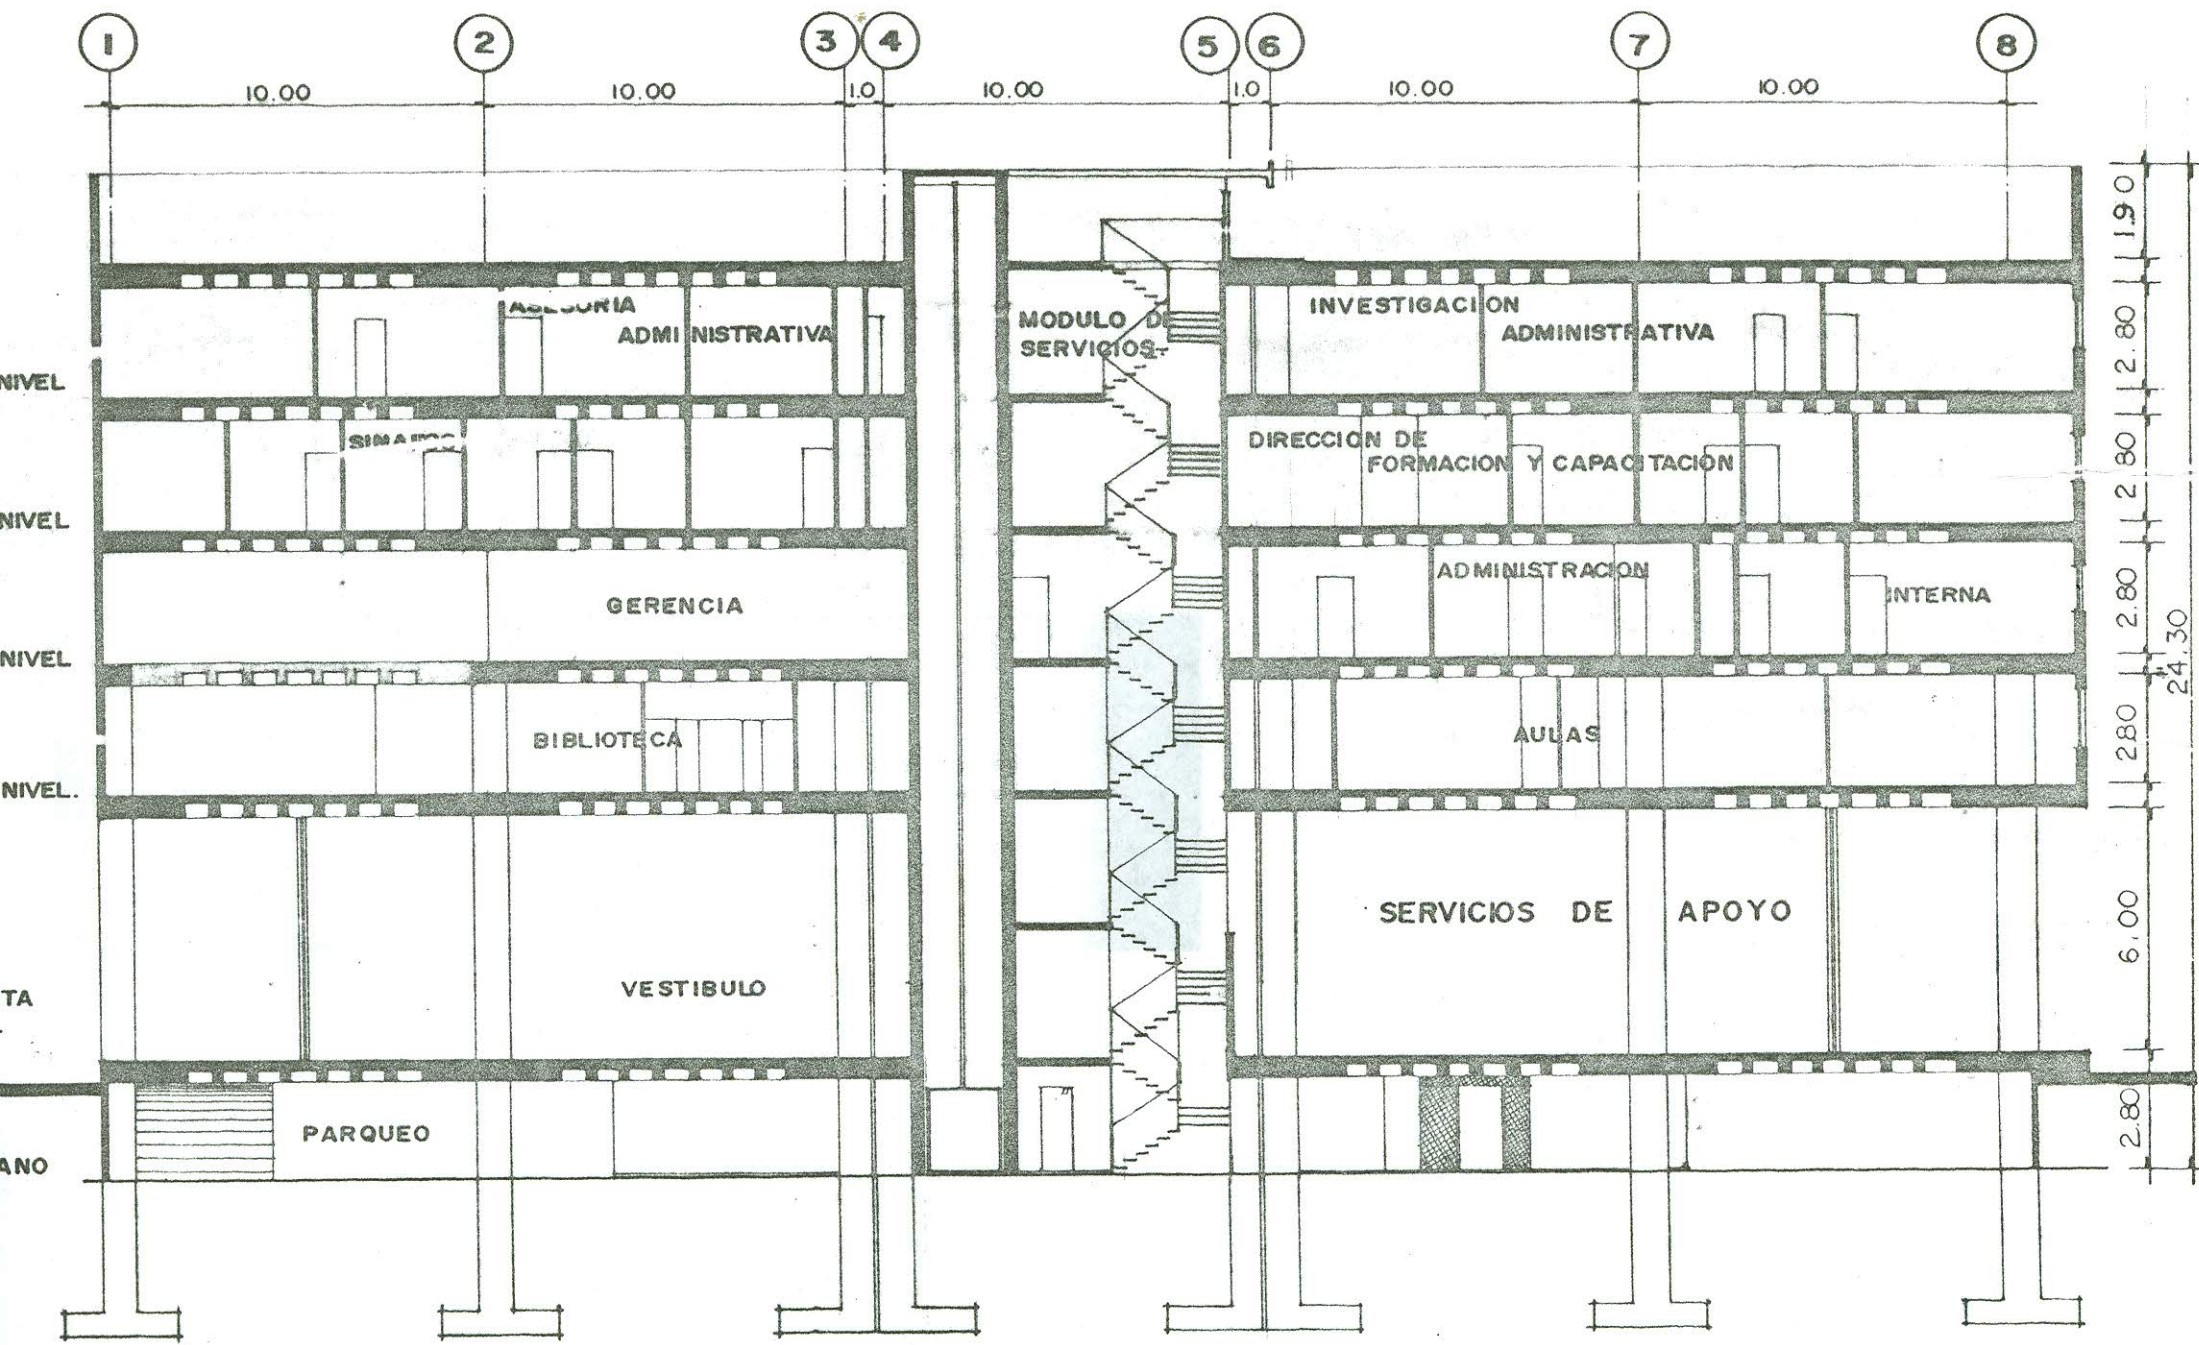 1 2 3 4 5 6 7 8
10.00 10.00 1.0 10.00 1.0 10.00 10.00
1.90
ASESORIA
ADMINISTRATIVA
MODULO DE
SERVICIOS
INVESTIGACION
ADMINISTRATIVA
2.80
NIVEL
DIRECCION DE
FORMACION Y CAPACITACION
2.80
NIVEL
GERENCIA
ADMINISTRACION
INTERNA
2.80
24.30
NIVEL
BIBLIOTECA
AULAS
280
NIVEL.
VESTIBULO
SERVICIOS DE APOYO
6.00
TA
PARQUEO
2.80
ANO